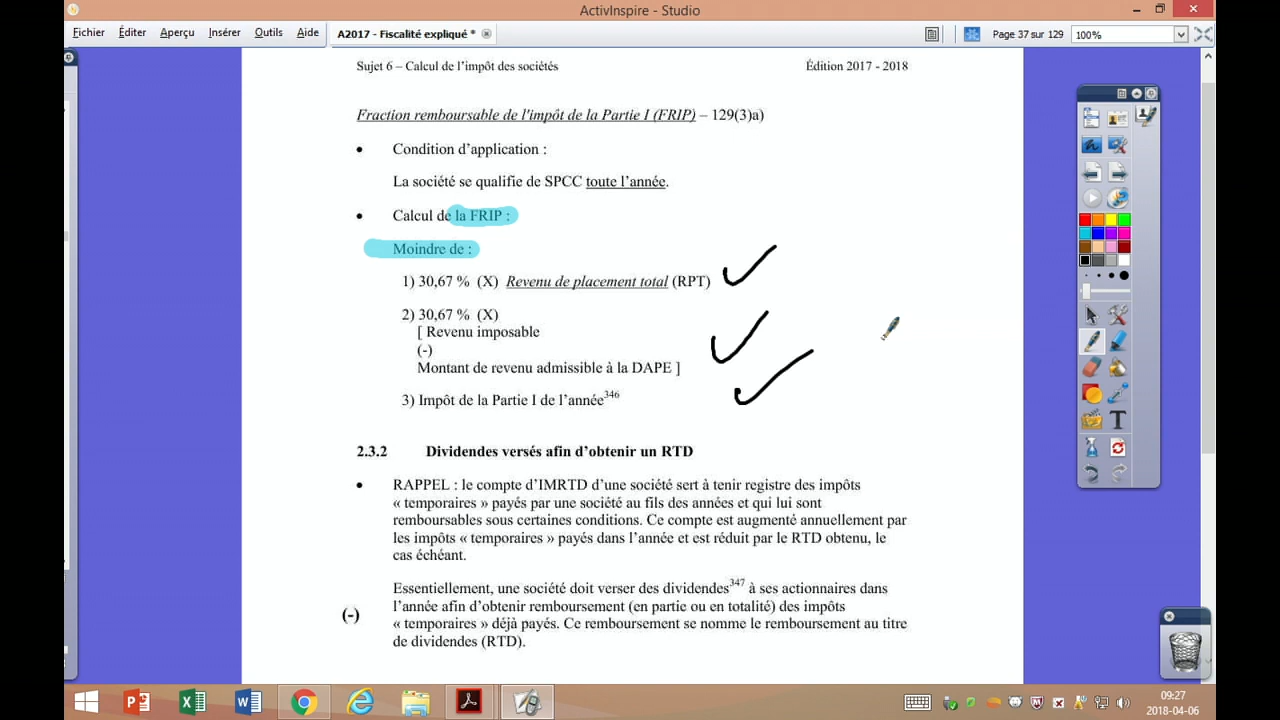 ActivInspire - Studio
Fichier Éditer Aperçu Insérer Outils Aide
A2017 - Fiscalité expliqué *
Page 37 sur 129
100%
Sujet 6 – Calcul de l'impôt des sociétés
Édition 2017 - 2018
Fraction remboursable de l'impôt de la Partie I (FRIP) – 129(3)a)
• Condition d'application :
La société se qualifie de SPCC toute l'année.
• Calcul de la FRIP :
Moindre de :
1) 30,67 % (X) Revenu de placement total (RPT)
2) 30,67 % (X)
[ Revenu imposable
(-)
Montant de revenu admissible à la DAPE ]
3) Impôt de la Partie I de l'année346
2.3.2 Dividendes versés afin d'obtenir un RTD
• RAPPEL : le compte d'IMRTD d'une société sert à tenir registre des impôts
« temporaires » payés par une société au fils des années et qui lui sont
remboursables sous certaines conditions. Ce compte est augmenté annuellement par
les impôts « temporaires » payés dans l'année et est réduit par le RTD obtenu, le
cas échéant.
Essentiellement, une société doit verser des dividendes347 à ses actionnaires dans
(-) l'année afin d'obtenir remboursement (en partie ou en totalité) des impôts
« temporaires » déjà payés. Ce remboursement se nomme le remboursement au titre
de dividendes (RTD).
09:27
2018-04-06